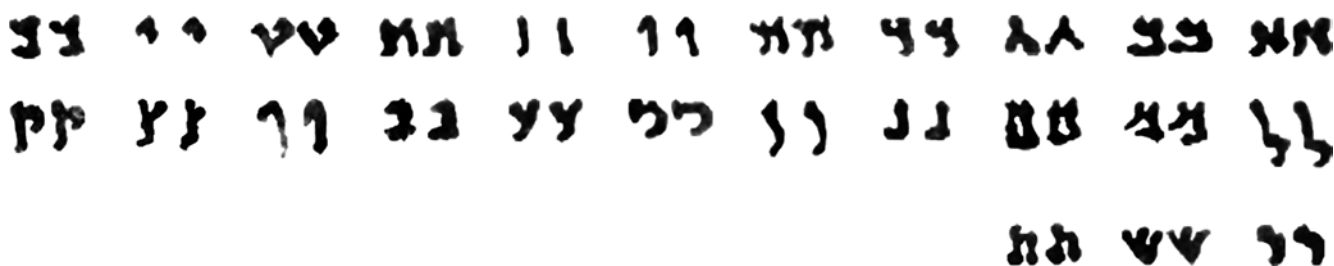 אא בב גג דד הה וו זז חח טט יי ככ
לל ממ םם ננ ןן סס עע פפ ףף צצ קק
רר שש תת